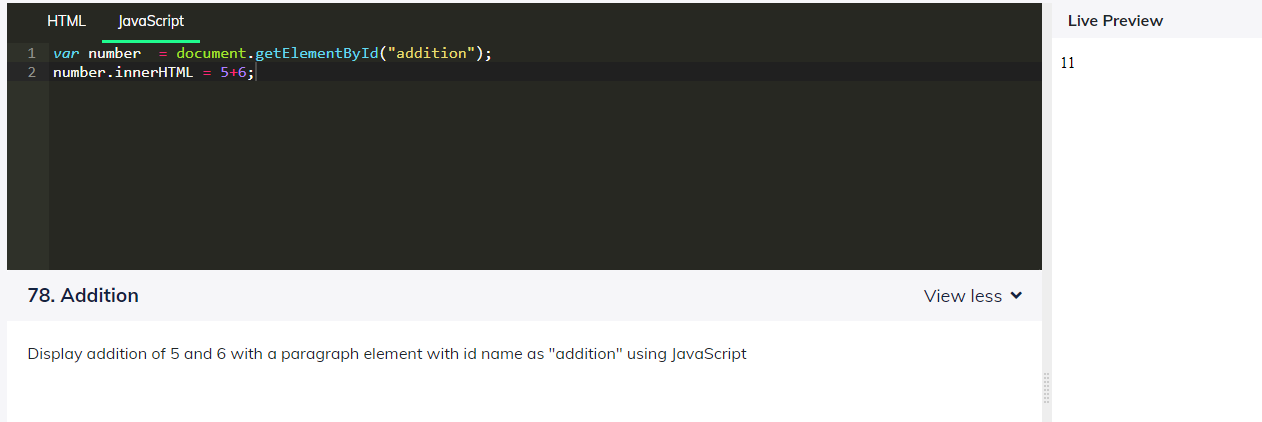 HTML JavaScript
Live Preview
1 var number  = document.getElementById("addition");
2 number.innerHTML = 5+6;
11
78. Addition
View less
Display addition of 5 and 6 with a paragraph element with id name as "addition" using JavaScript